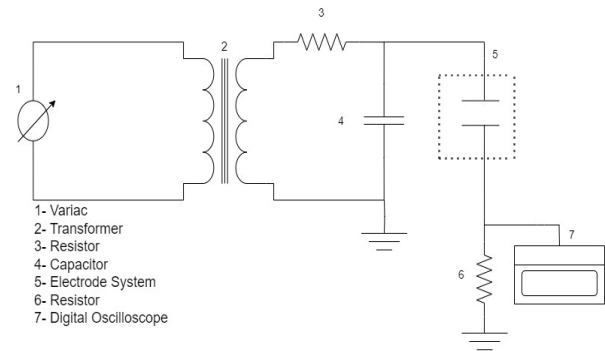 3
2
5
1
4
7
6
1- Variac
2- Transformer
3- Resistor
4- Capacitor
5- Electrode System
6- Resistor
7- Digital Oscilloscope